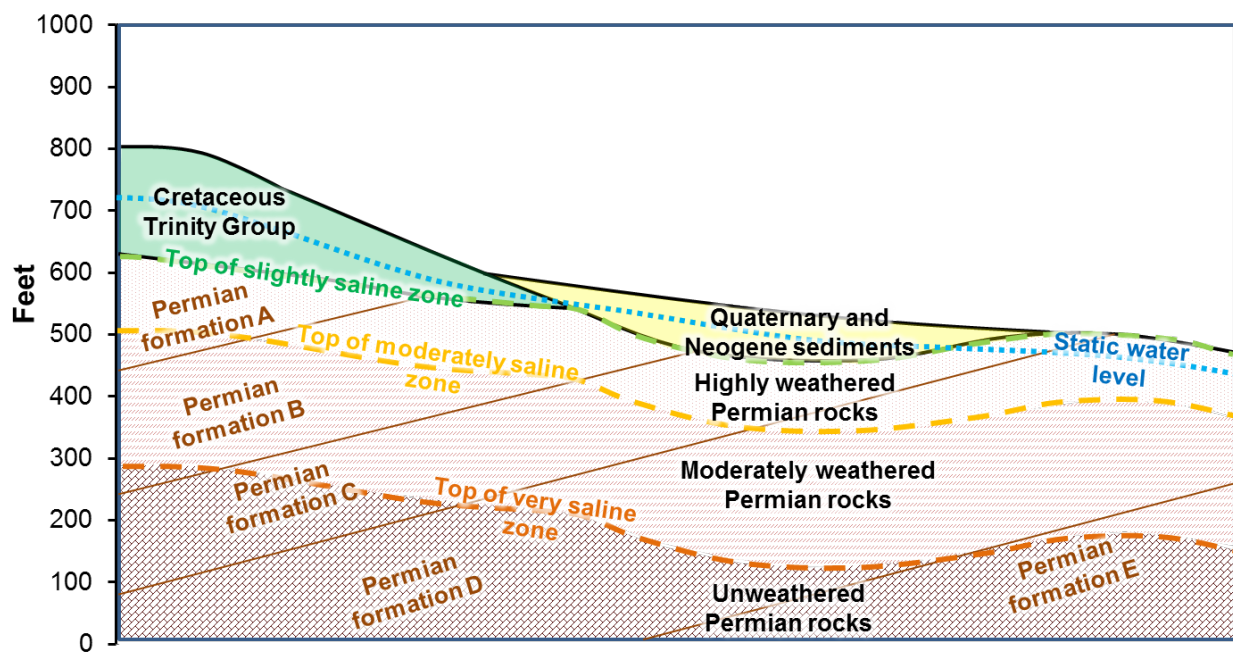 1000
900
800
700
600
500
400
300
200
100
0
Feet
Cretaceous
Trinity Group
Top of slightly saline zone
Permian
formation A
Top of moderately saline
zone
Quaternary and
Neogene sediments
Static water
level
Highly weathered
Permian rocks
Permian
formation B
Moderately weathered
Permian rocks
Permian
formation C
Top of very saline
zone
Permian
formation D
Unweathered
Permian rocks
Permian
formation E